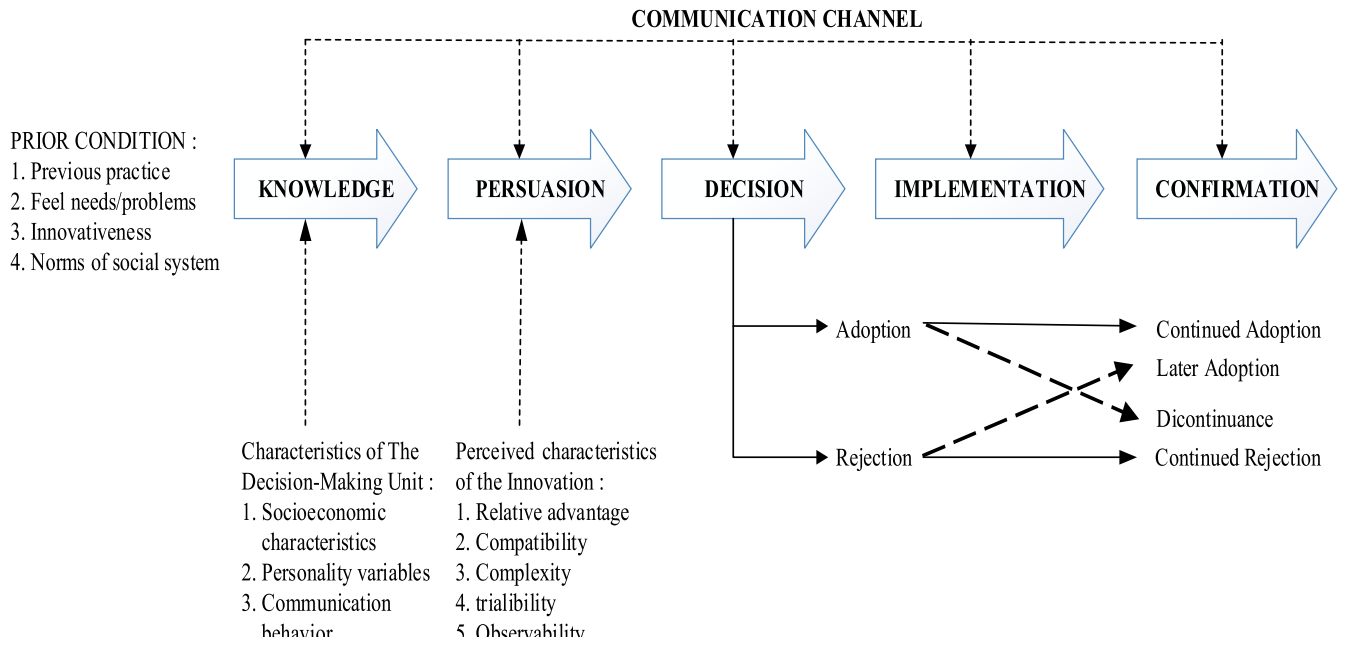 COMMUNICATION CHANNEL
PRIOR CONDITION :
1. Previous practice
2. Feel needs/problems
3. Innovativeness
4. Norms of social system
KNOWLEDGE
PERSUASION
DECISION
IMPLEMENTATION
CONFIRMATION
Adoption
Rejection
Continued Adoption
Later Adoption
Dicontinuance
Continued Rejection
Characteristics of The
Decision-Making Unit :
1. Socioeconomic
characteristics
2. Personality variables
3. Communication
behavior
Perceived characteristics
of the Innovation :
1. Relative advantage
2. Compatibility
3. Complexity
4. trialibility
5. Observability